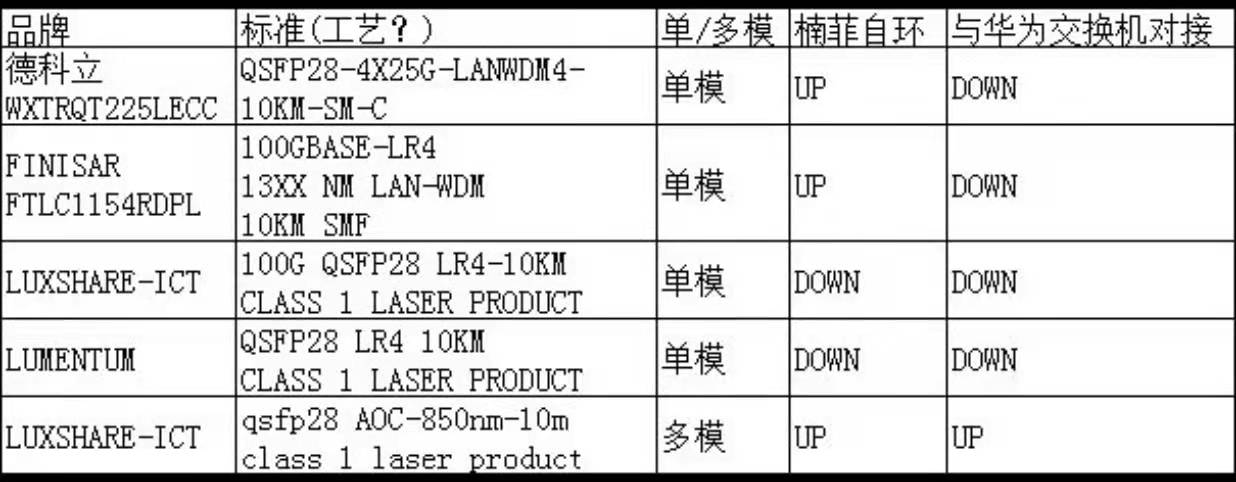 品牌 标准(工艺？) 单/多模 楠菲自环 与华为交换机对接
德科立
WXTRQT225LECC
QSFP28-4X25G-LANWDM4-
10KM-SM-C
单模 UP DOWN
FINISAR
FTLC1154RDPL
100GBASE-LR4
13XX NM LAN-WDM
10KM SMF
单模 UP DOWN
LUXSHARE-ICT
100G QSFP28 LR4-10KM
CLASS 1 LASER PRODUCT
单模 DOWN DOWN
LUMENTUM
QSFP28 LR4 10KM
CLASS 1 LASER PRODUCT
单模 DOWN DOWN
LUXSHARE-ICT
qsfp28 AOC-850nm-10m
class 1 laser product
多模 UP UP